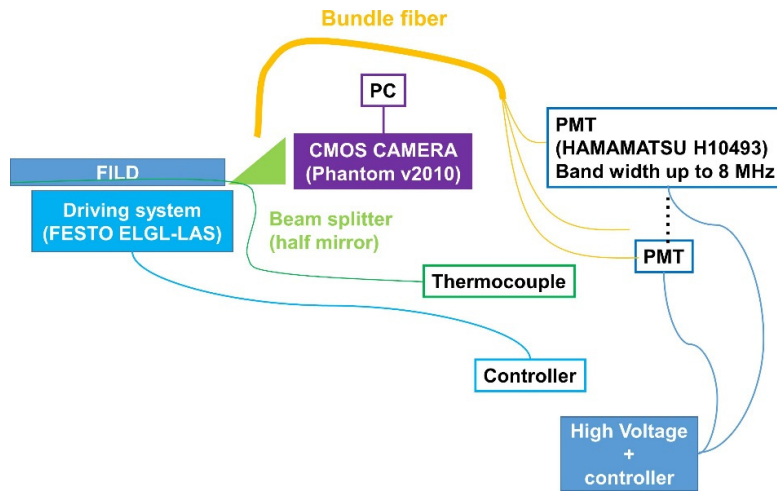 Bundle fiber
PC
CMOS CAMERA
(Phantom v2010)
PMT
(HAMAMATSU H10493)
Band width up to 8 MHz
FILD
Driving system
(FESTO ELGL-LAS)
Beam splitter
(half mirror)
PMT
Thermocouple
Controller
High Voltage
+
controller